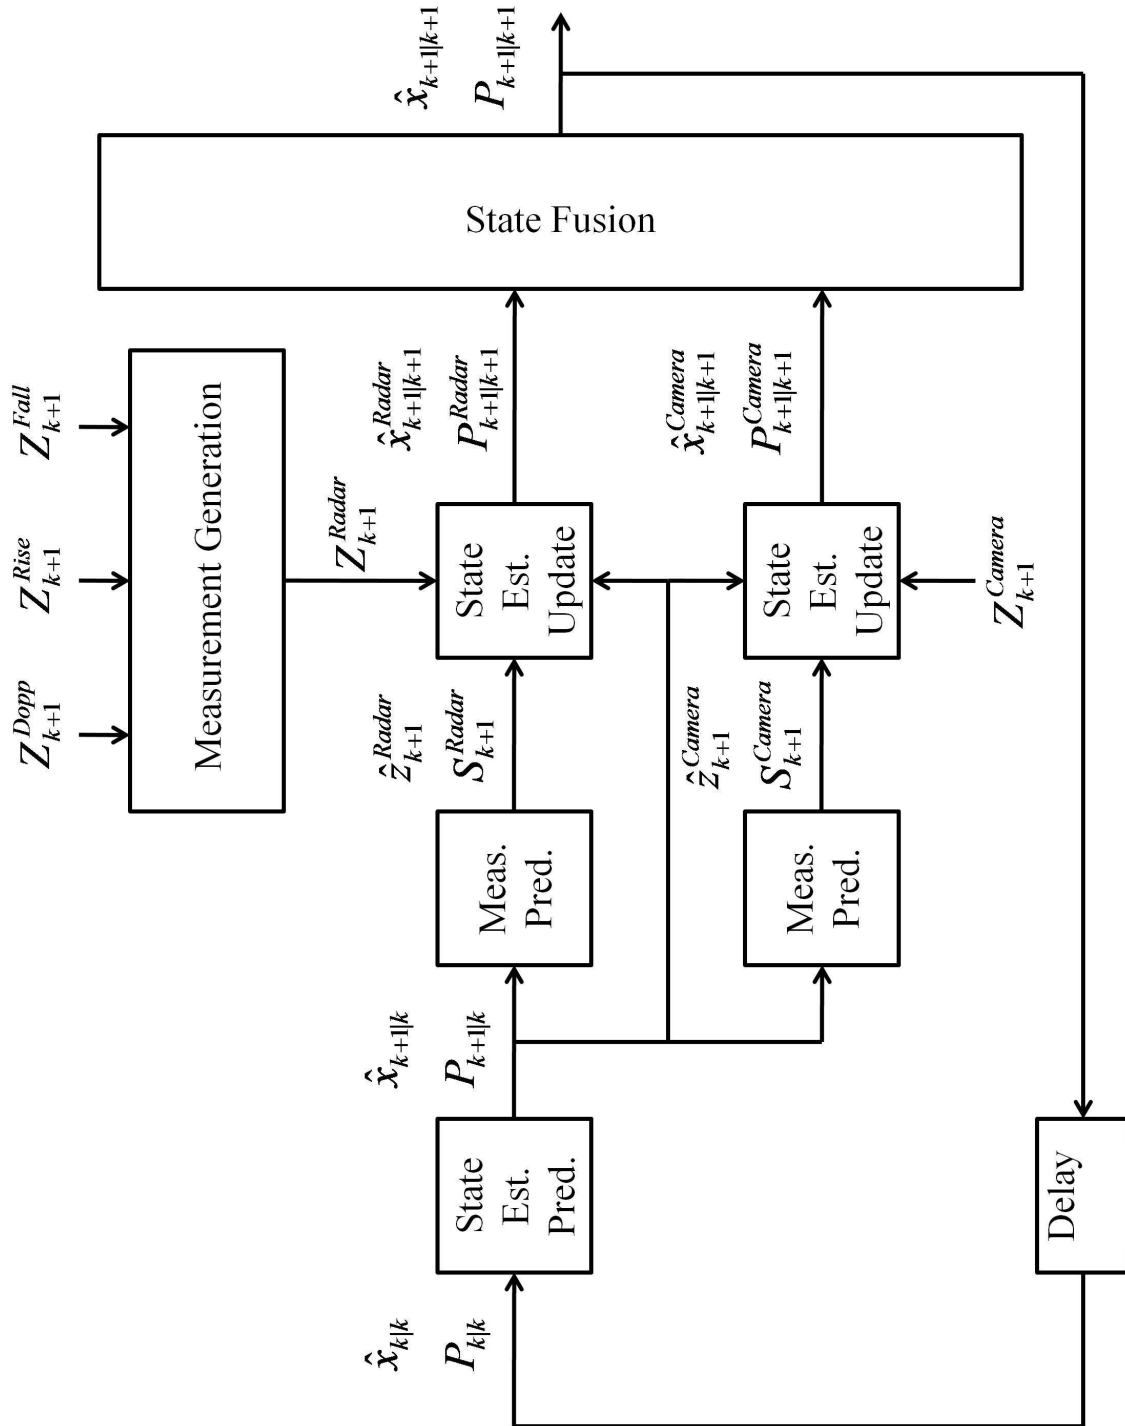 Z^{Dopp}_{k+1} Z^{Rise}_{k+1} Z^{Fall}_{k+1}
Measurement Generation
Z^{Radar}_{k+1}
x̂_{k|k}
P_{k|k}
State
Est.
Pred.
x̂_{k+1|k}
P_{k+1|k}
Meas.
Pred.
ẑ^{Radar}_{k+1}
S^{Radar}_{k+1}
State
Est.
Update
x̂^{Radar}_{k+1|k+1}
P^{Radar}_{k+1|k+1}
State Fusion
x̂_{k+1|k+1}
P_{k+1|k+1}
Meas.
Pred.
ẑ^{Camera}_{k+1}
S^{Camera}_{k+1}
State
Est.
Update
x̂^{Camera}_{k+1|k+1}
P^{Camera}_{k+1|k+1}
Z^{Camera}_{k+1}
Delay